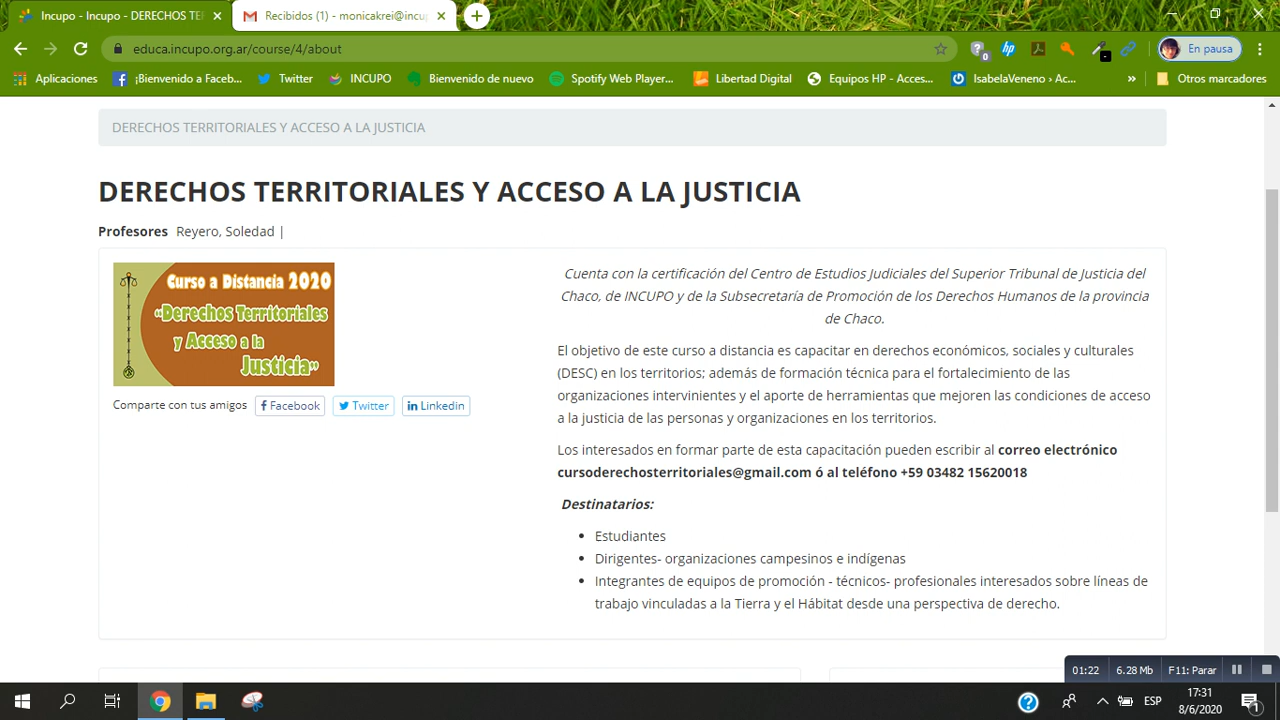 Incupo - Incupo - DERECHOS TER
Recibidos (1) - monicakrei@incup
educa.incupo.org.ar/course/4/about
0
hp
En pausa
Aplicaciones
¡Bienvenido a Faceb...
Twitter
INCUPO
Bienvenido de nuevo
Spotify Web Player...
Libertad Digital
Equipos HP - Acces...
IsabelaVeneno › Ac...
»
Otros marcadores
DERECHOS TERRITORIALES Y ACCESO A LA JUSTICIA
DERECHOS TERRITORIALES Y ACCESO A LA JUSTICIA
Profesores Reyero, Soledad |
Curso a Distancia 2020
«Derechos Territoriales
y Acceso a la
Justicia»
Comparte con tus amigos
Facebook
Twitter
Linkedin
Cuenta con la certificación del Centro de Estudios Judiciales del Superior Tribunal de Justicia del
Chaco, de INCUPO y de la Subsecretaría de Promoción de los Derechos Humanos de la provincia
de Chaco.
El objetivo de este curso a distancia es capacitar en derechos económicos, sociales y culturales
(DESC) en los territorios; además de formación técnica para el fortalecimiento de las
organizaciones intervinientes y el aporte de herramientas que mejoren las condiciones de acceso
a la justicia de las personas y organizaciones en los territorios.
Los interesados en formar parte de esta capacitación pueden escribir al correo electrónico
cursoderechosterritoriales@gmail.com ó al teléfono +59 03482 15620018
Destinatarios:
• Estudiantes
• Dirigentes- organizaciones campesinos e indígenas
• Integrantes de equipos de promoción - técnicos- profesionales interesados sobre líneas de
trabajo vinculadas a la Tierra y el Hábitat desde una perspectiva de derecho.
01:22
6.28 Mb
F11: Parar
ESP
17:31
8/6/2020
1